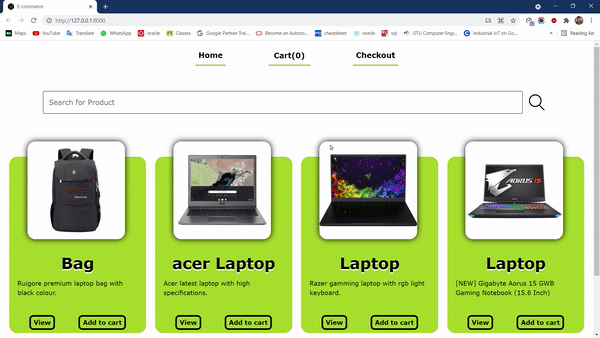 E-commerce
http://127.0.0.1:8000
Apps YouTube Translate WhatsApp oracle Classes Google Partner Trai... Become an Autono... cheatsheet oracle sql GTU Computer Engi... Industrial IoT on Go... Reading list
Home Cart(0) Checkout
Search for Product
AORUS 15
Bag acer Laptop Laptop Laptop
Ruigore premium laptop bag with
black colour.
Acer latest laptop with high
specifications.
Razer gamming laptop with rgb light
keyboard.
[NEW] Gigabyte Aorus 15 GWB
Gaming Notebook (15.6 Inch)
View Add to cart View Add to cart View Add to cart View Add to cart